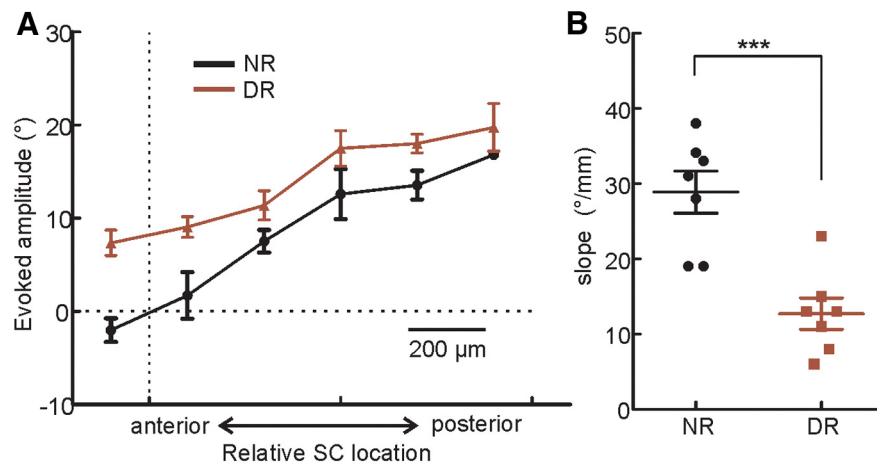 A
Evoked amplitude (°)
30
20
10
0
-10
NR
DR
200 µm
anterior
posterior
Relative SC location
B
slope (°/mm)
50
40
30
20
10
0
***
NR
DR